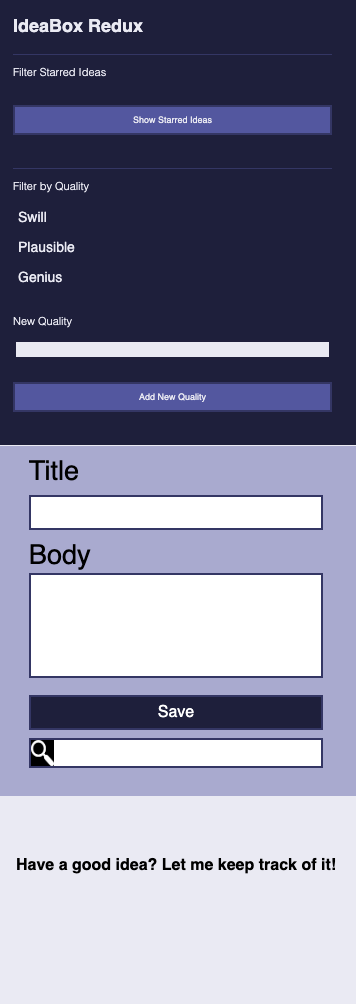 IdeaBox Redux
Filter Starred Ideas
Show Starred Ideas
Filter by Quality
Swill
Plausible
Genius
New Quality
Add New Quality
Title
Body
Save
Have a good idea? Let me keep track of it!